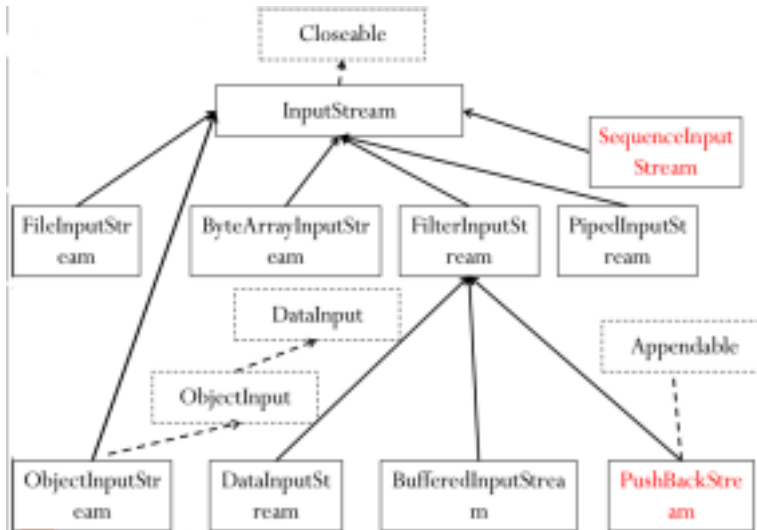 Closeable
InputStream
SequenceInput
Stream
FileInputStr
eam
ByteArrayInputStr
eam
FilterInputSt
ream
PipedInputSt
ream
DataInput
Appendable
ObjectInput
ObjectInputStr
eam
DataInputSt
ream
BufferedInputStrea
m
PushBackStre
am